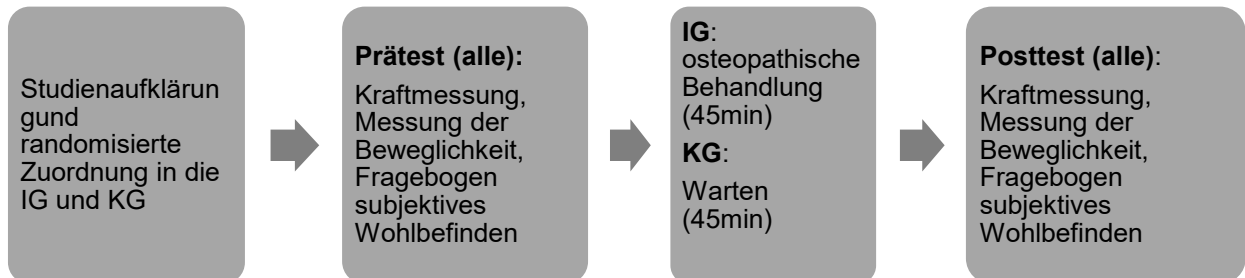 Studienaufklärun
gund
randomisierte
Zuordnung in die
IG und KG
Prätest (alle):
Kraftmessung,
Messung der
Beweglichkeit,
Fragebogen
subjektives
Wohlbefinden
IG:
osteopathische
Behandlung
(45min)
KG:
Warten
(45min)
Posttest (alle):
Kraftmessung,
Messung der
Beweglichkeit,
Fragebogen
subjektives
Wohlbefinden